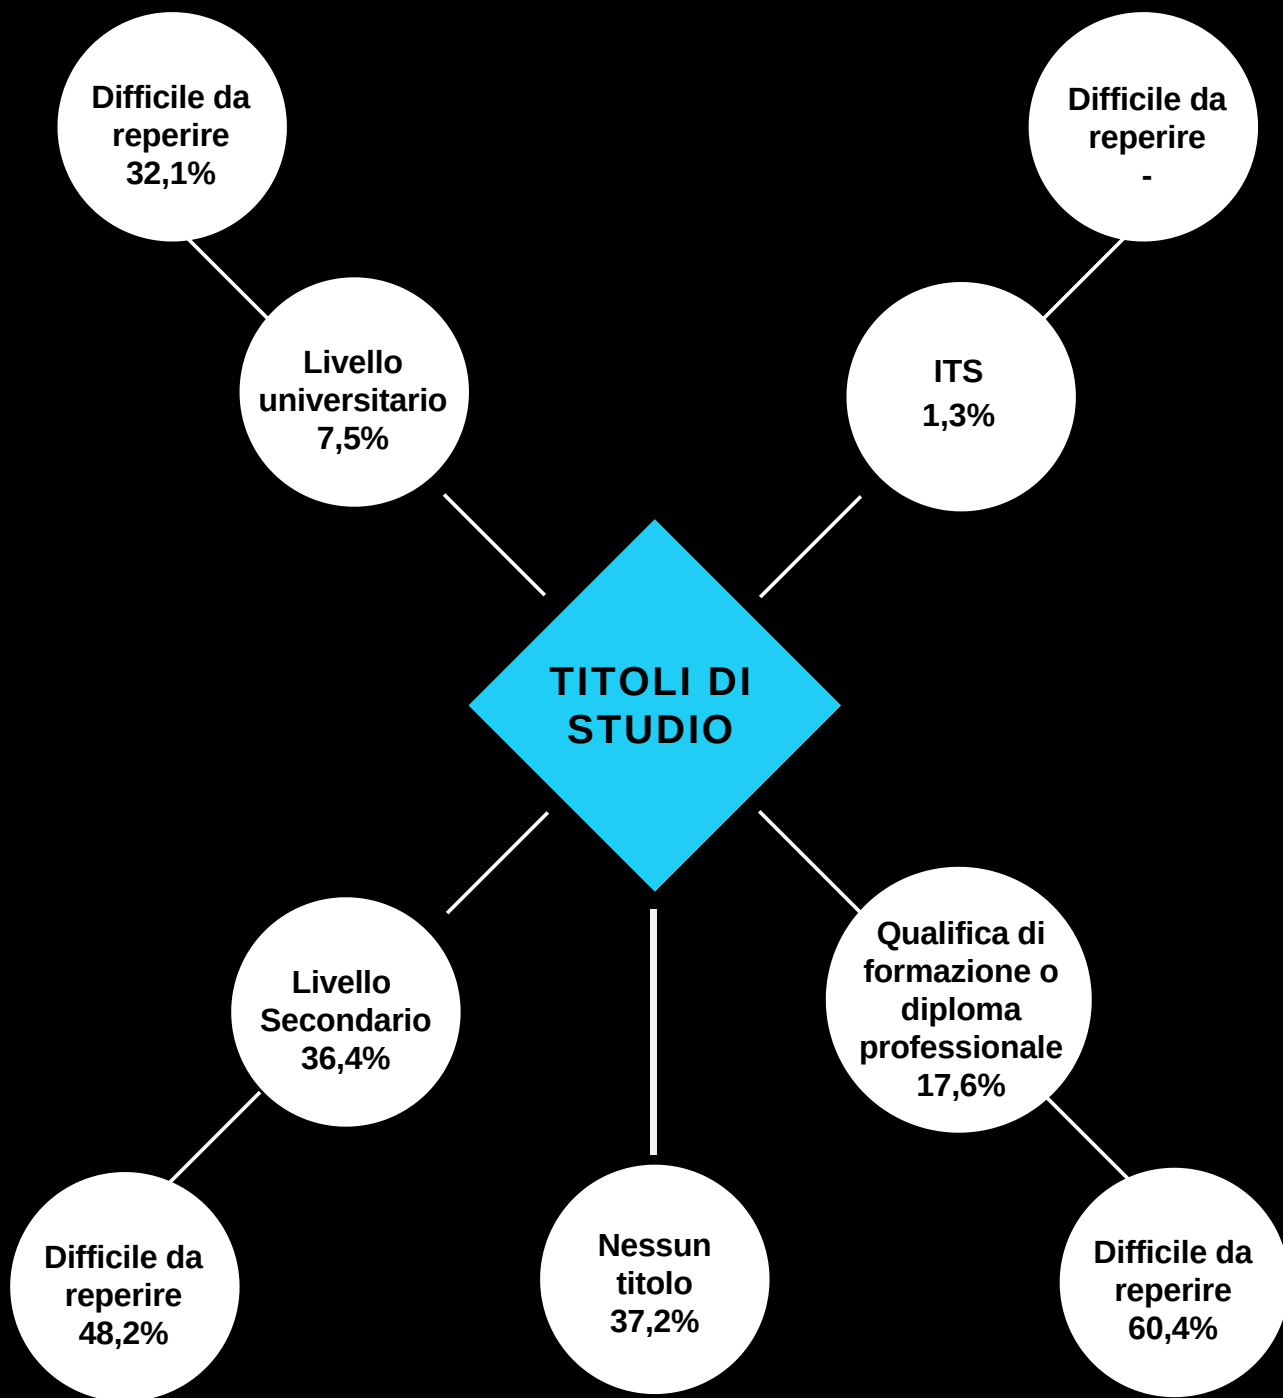 Difficile da
reperire
32,1%
Difficile da
reperire
-
Livello
universitario
7,5%
ITS
1,3%
TITOLI DI
STUDIO
Livello
Secondario
36,4%
Qualifica di
formazione o
diploma
professionale
17,6%
Difficile da
reperire
48,2%
Nessun
titolo
37,2%
Difficile da
reperire
60,4%